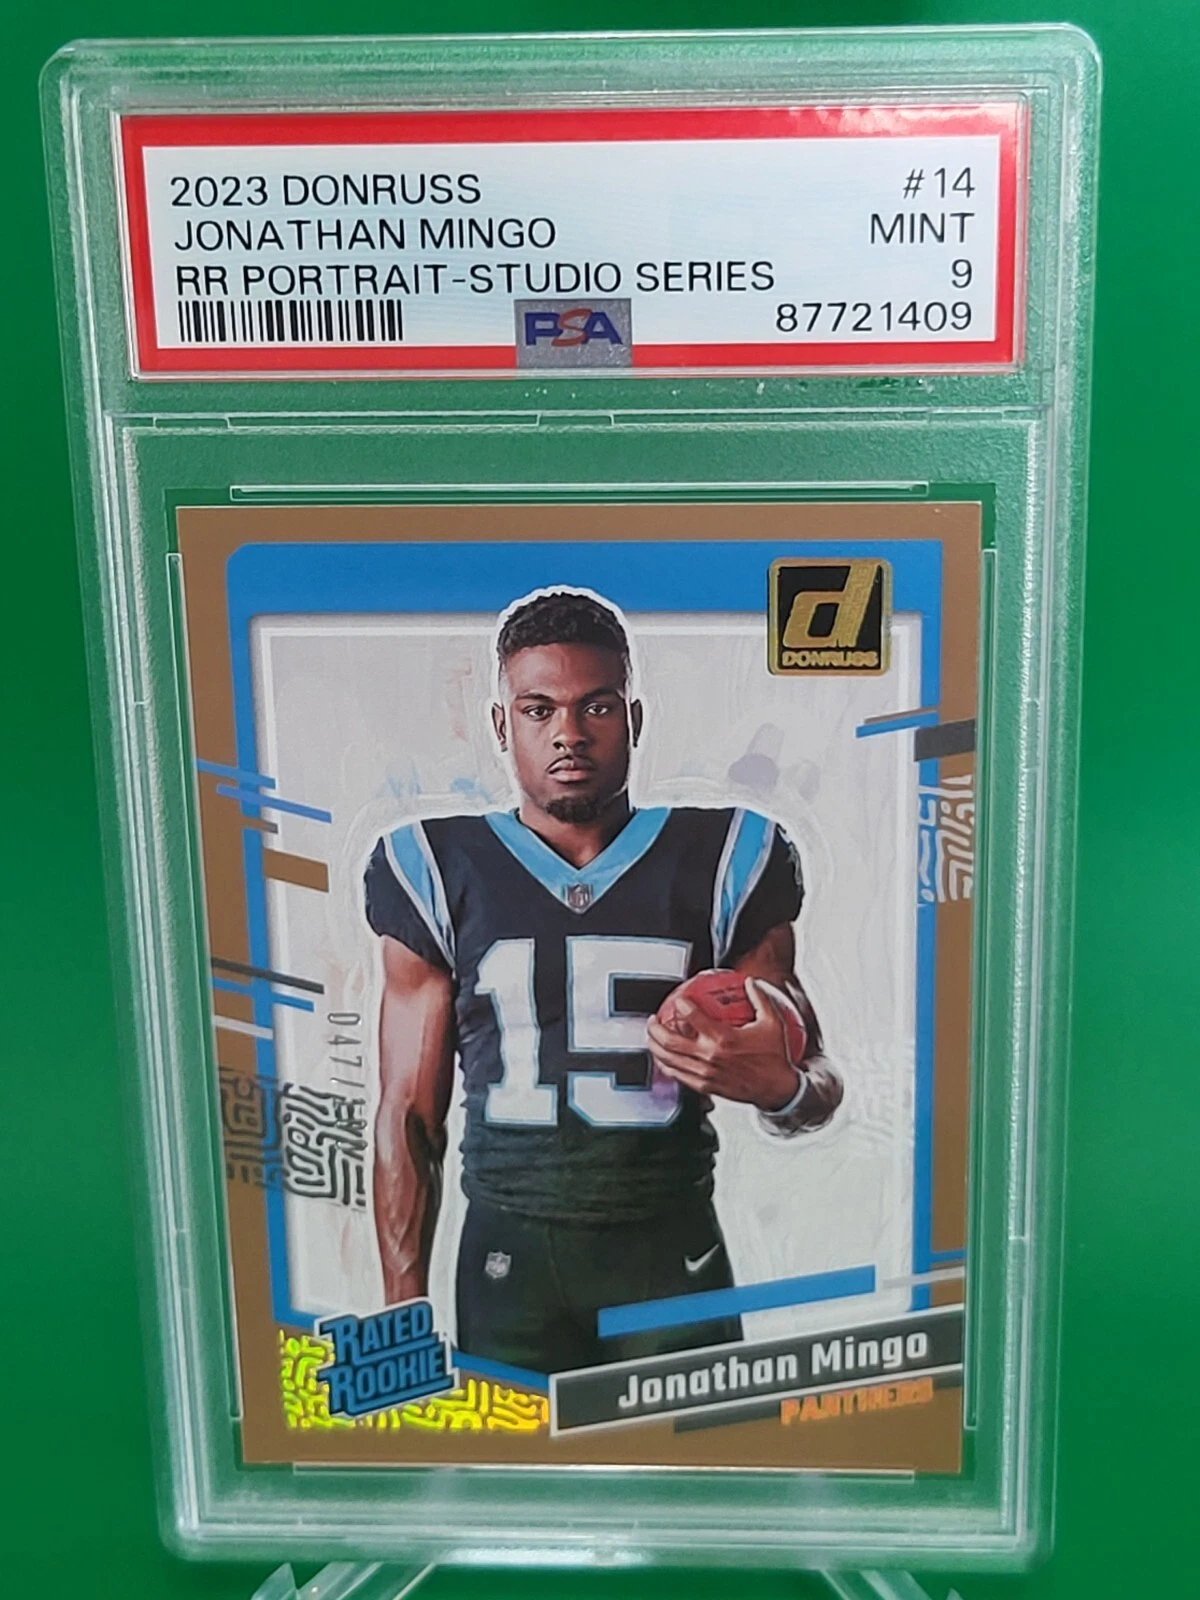 2023 DONRUSS #14
JONATHAN MINGO MINT
RR PORTRAIT-STUDIO SERIES 9
PSA 87721409
d
DONRUSS
15
047/
RATED
ROOKIE
Jonathan Mingo
PANTHERS